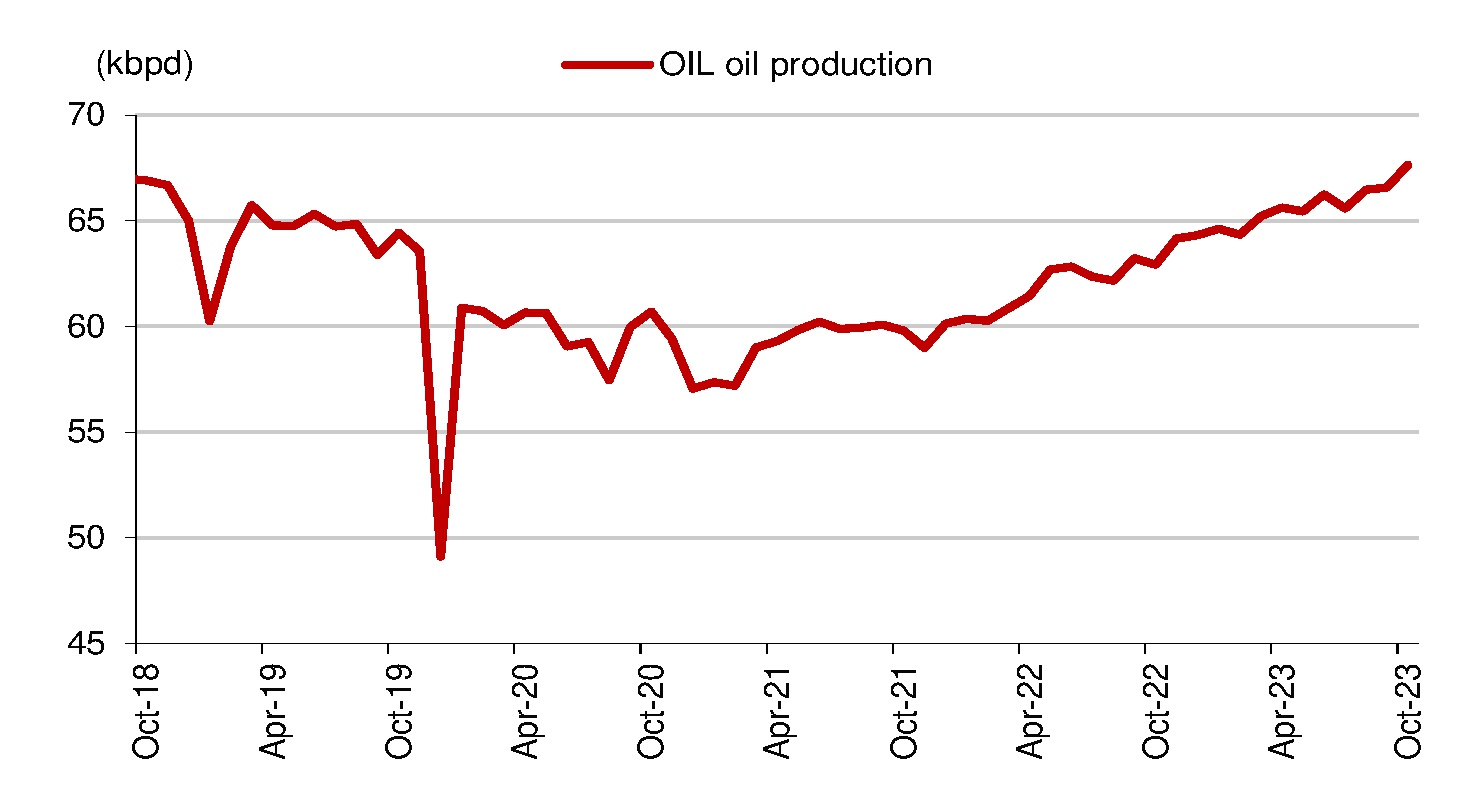 (kbpd)
OIL oil production
70
65
60
55
50
45
Oct-18
Apr-19
Oct-19
Apr-20
Oct-20
Apr-21
Oct-21
Apr-22
Oct-22
Apr-23
Oct-23